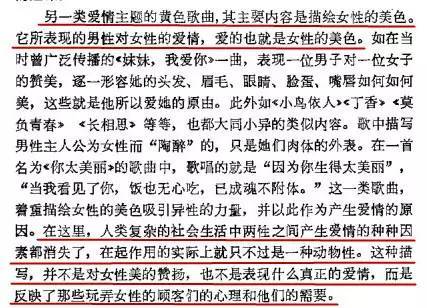 另一类爱情主题的黄色歌曲，其主要内容是描绘女性的美色。
它所表现的男性对女性的爱情，爱的也就是女性的美色。如在当
时曾广泛传播的《妹妹，我爱你》一曲，表现一位男子对一位女子
的赞美，逐一形容她的头发、眉毛、眼睛、脸蛋、嘴唇如何如何
美，这些就是他所以爱她的原由。此外如《小鸟依人》《丁香》《莫
负青春》《长相思》等等，也都大同小异的类似内容。歌中描写
男性主人公为女性而“陶醉”的，只是她们肉体的外表。在一首
名为《你太美丽》的歌曲中，歌唱的就是“因为你生得太美丽”，
“当我看见了你，饭也无心吃，已成魂不附体。”这一类歌曲，
着重描绘女性的美色吸引异性的力量，并以此作为产生爱情的原
因。在这里，人类复杂的社会生活中两性之间产生爱情的种种因
素都消失了，在起作用的实际上就只不过是一种动物性。这种描
写，并不是对女性美的赞扬，也不是表现什么真正的爱情，而是
反映了那些玩弄女性的顾客们的心理和他们的需要。